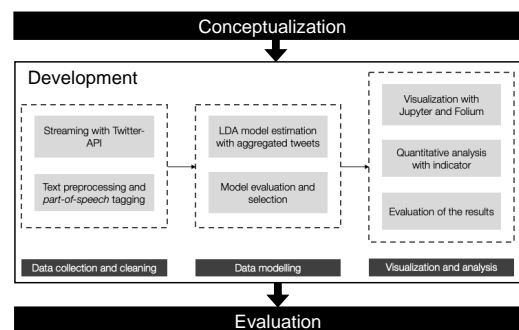 Conceptualization
Development
Streaming with Twitter-
API
Text preprocessing and
part-of-speech tagging
Data collection and cleaning
LDA model estimation
with aggregated tweets
Model evaluation and
selection
Data modelling
Visualization with
Jupyter and Folium
Quantitative analysis
with indicator
Evaluation of the results
Visualization and analysis
Evaluation